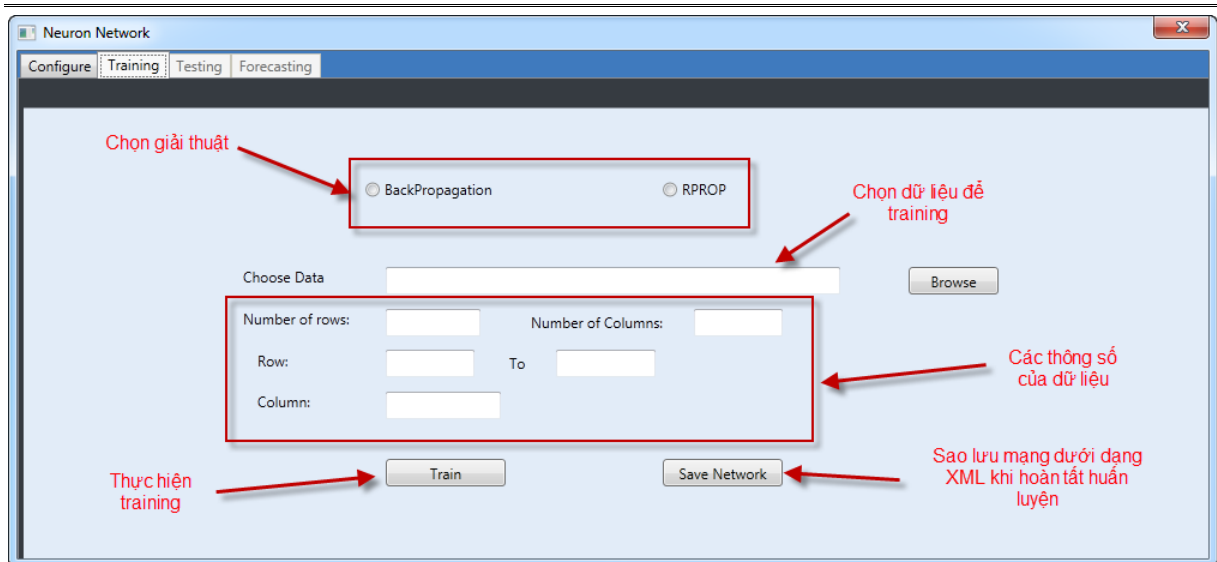 Neuron Network
Configure Training Testing Forecasting
Chọn giải thuật
BackPropagation RPROP
Chọn dữ liệu để
training
Choose Data Browse
Number of rows: Number of Columns:
Row: To
Các thông số
của dữ liệu
Column:
Thực hiện
training
Train Save Network
Sao lưu mạng dưới dạng
XML khi hoàn tất huấn
luyện